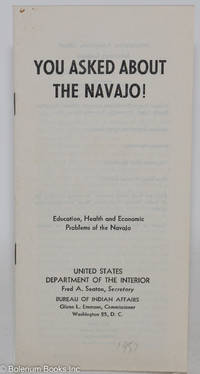 YOU ASKED ABOUT
THE NAVAJO!
Education, Health and Economic
Problems of the Navajo
UNITED STATES
DEPARTMENT OF THE INTERIOR
Fred A. Seaton, Secretary
BUREAU OF INDIAN AFFAIRS
Glenn L. Emmons, Commissioner
Washington 25, D. C.
1957
© Bolerium Books Inc.